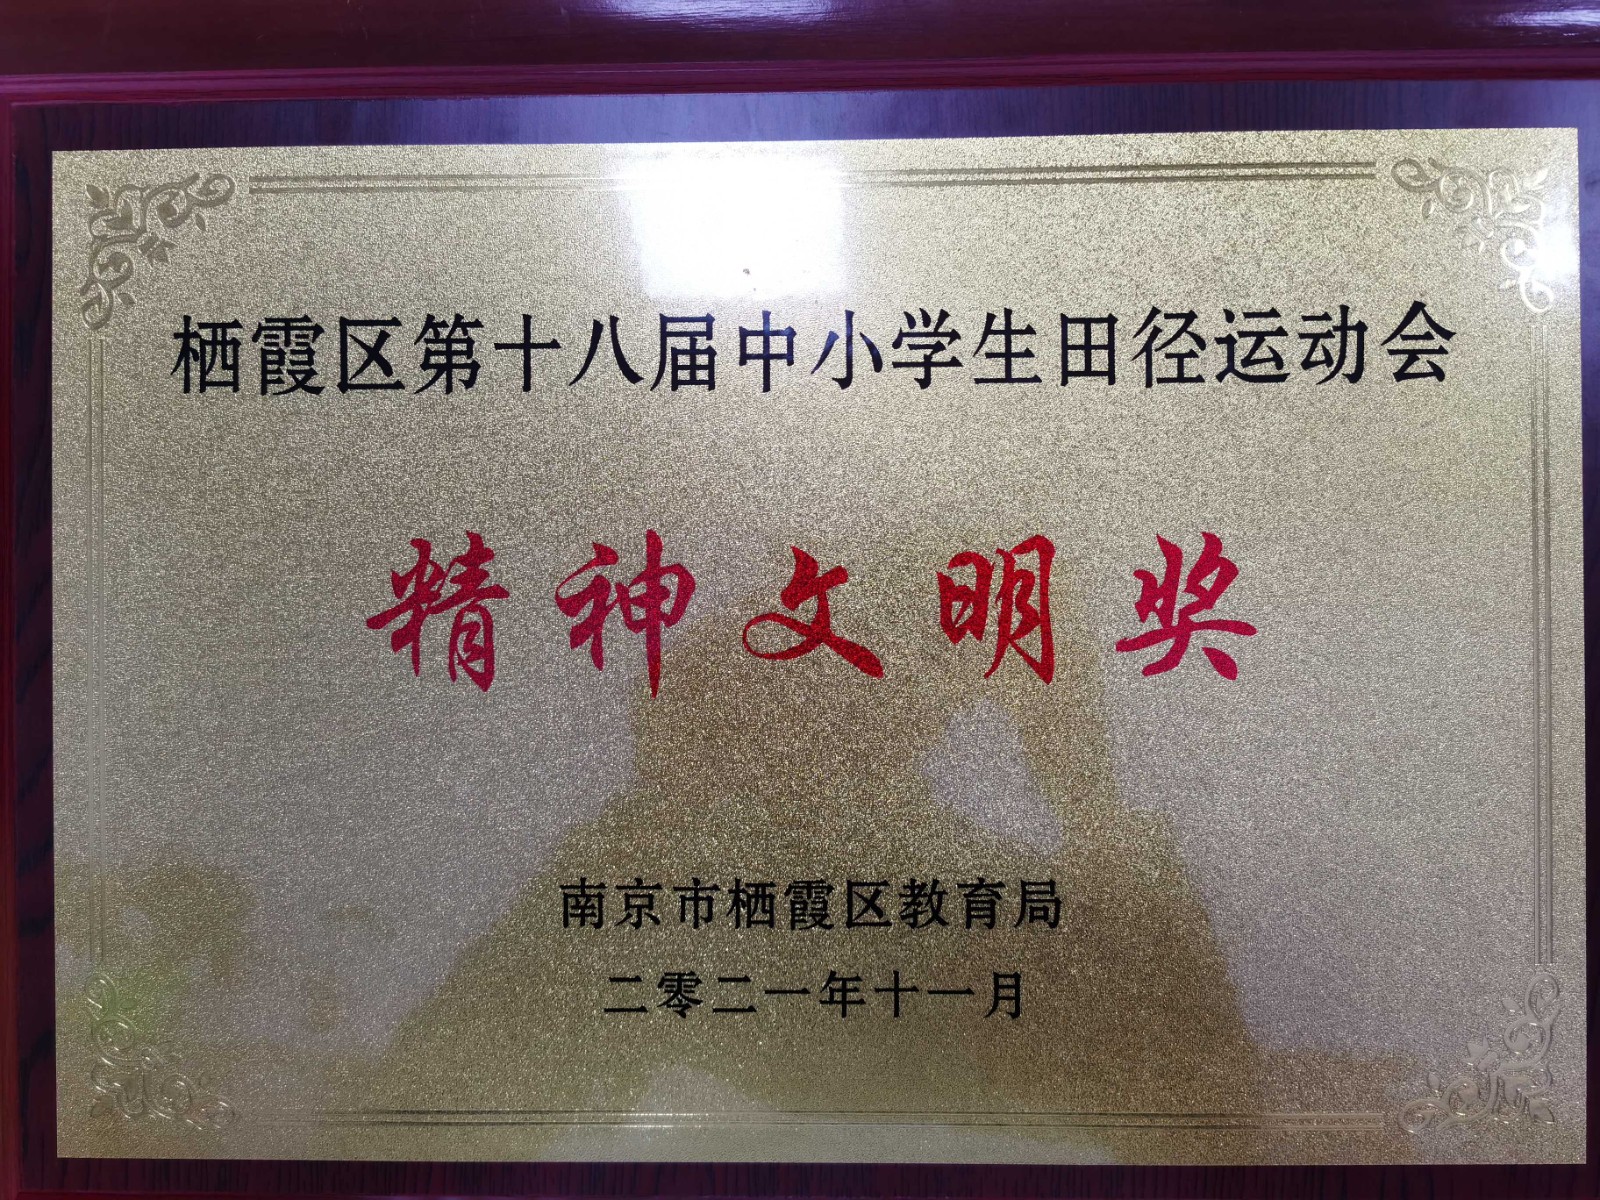 栖霞区第十八届中小学生田径运动会
精神文明奖
南京市栖霞区教育局
二零二一年十一月